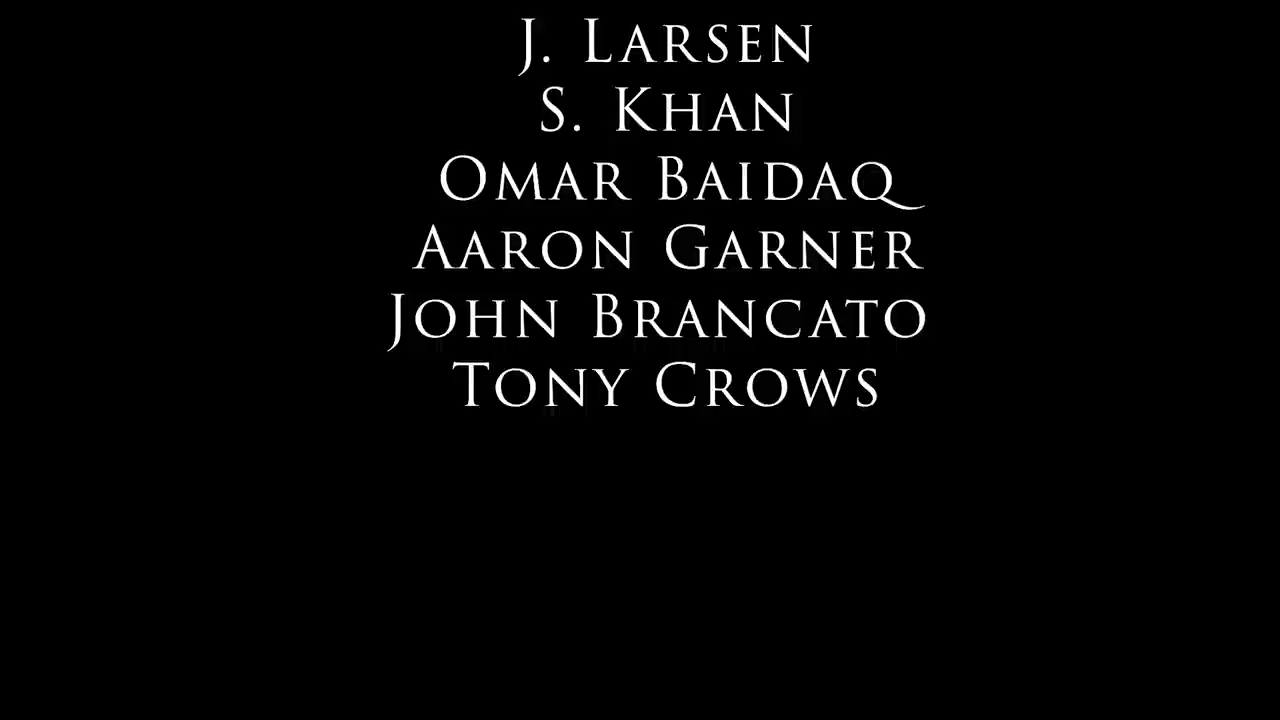 J. Larsen
S. Khan
Omar Baidaq
Aaron Garner
John Brancato
Tony Crows